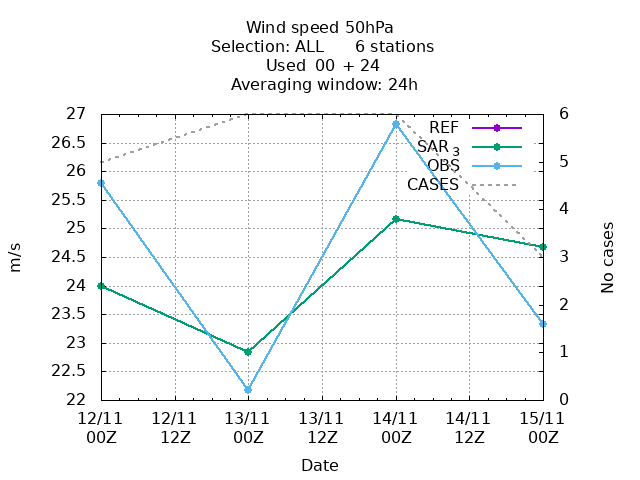 Wind speed 50hPa
Selection: ALL 6 stations
Used 00 + 24
Averaging window: 24h
27
26.5
26
25.5
25
24.5
24
23.5
23
22.5
22
m/s
6
5
4
3
2
1
0
No cases
REF
SAR 3
OBS
CASES
12/11 12/11 13/11 13/11 14/11 14/11 15/11
00Z 12Z 00Z 12Z 00Z 12Z 00Z
Date